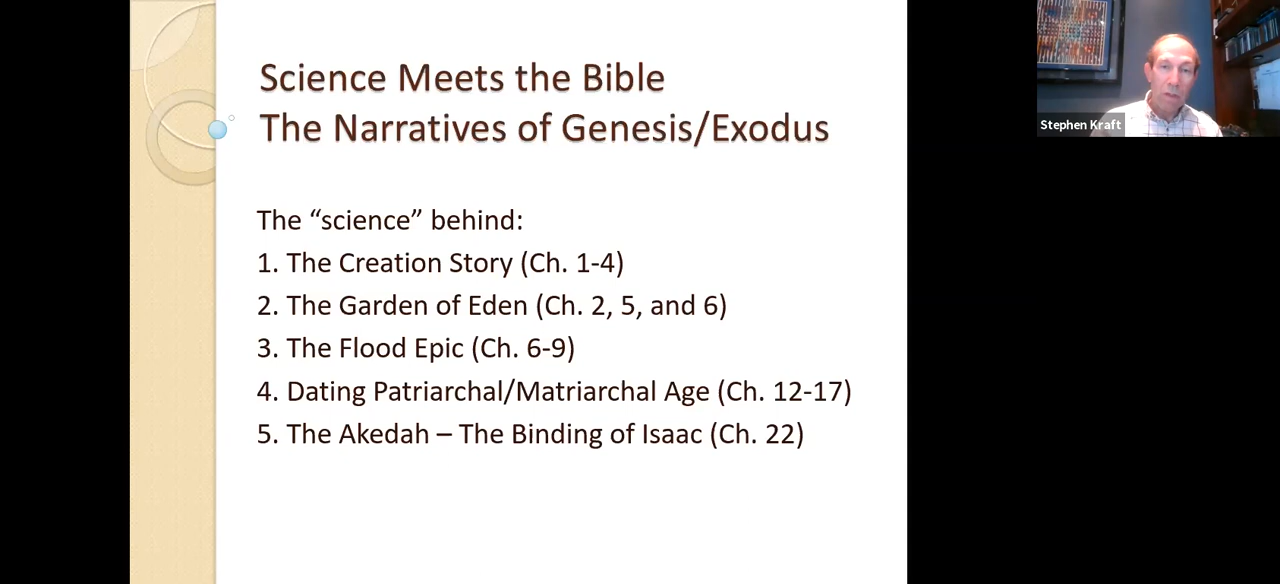 Science Meets the Bible
The Narratives of Genesis/Exodus
The “science” behind:
1. The Creation Story (Ch. 1-4)
2. The Garden of Eden (Ch. 2, 5, and 6)
3. The Flood Epic (Ch. 6-9)
4. Dating Patriarchal/Matriarchal Age (Ch. 12-17)
5. The Akedah – The Binding of Isaac (Ch. 22)
Stephen Kraft